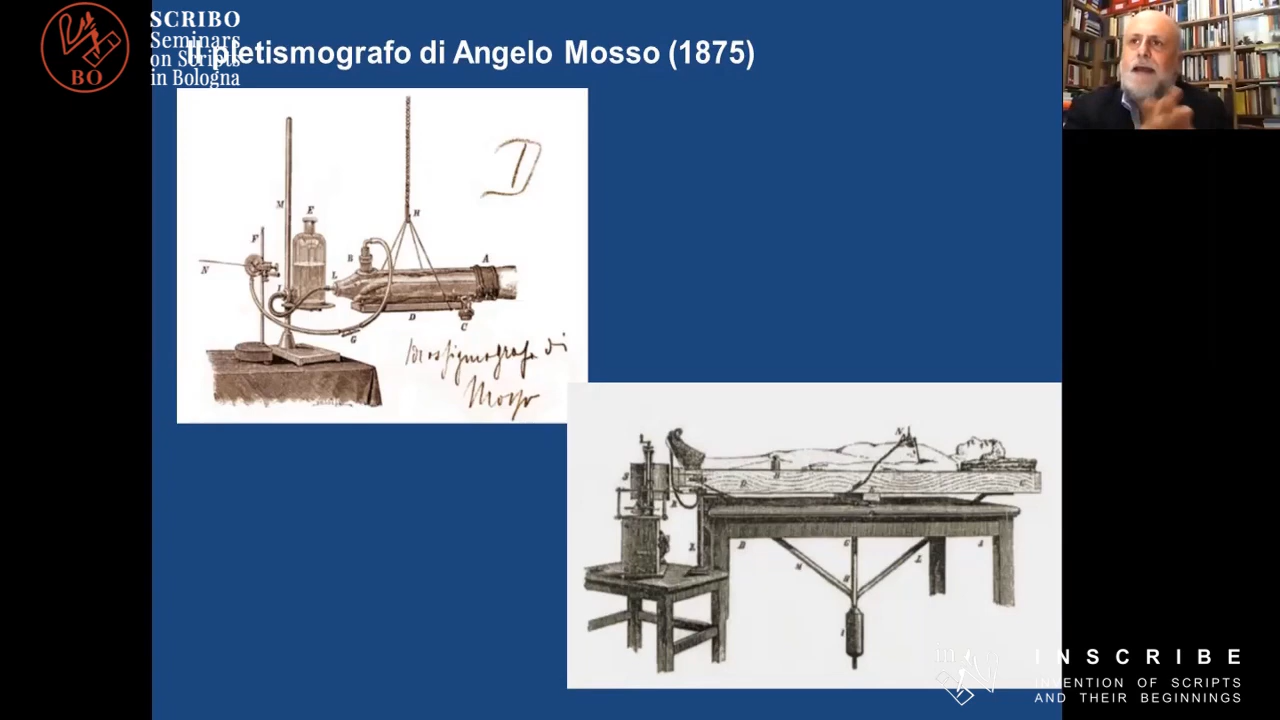 SCRIBO
Seminars
on Scripts
in Bologna
BO
Il pletismografo di Angelo Mosso (1875)
D
M
E
F
H
B
A
N
L
I
D
C
G
Idrosfigmografo di
Mosso
N
D
C
B
G
A
M
H
L
I
INSCRIBE
INVENTION OF SCRIPTS
AND THEIR BEGINNINGS